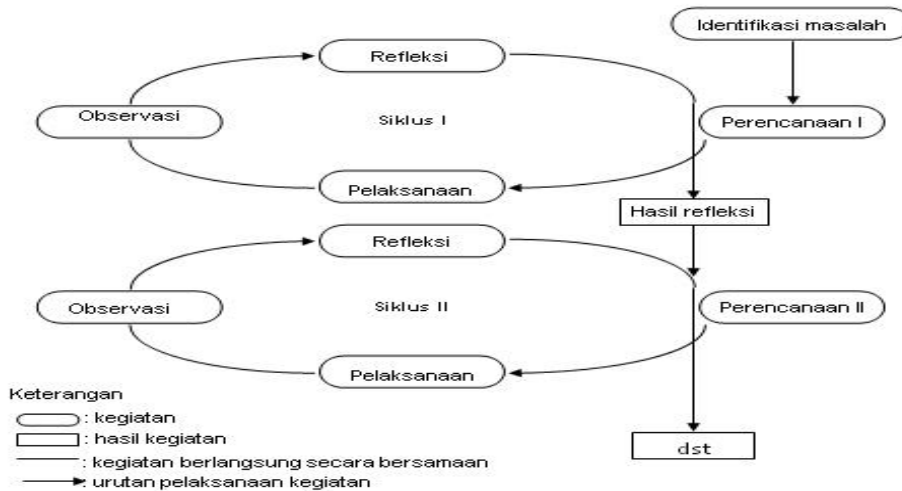 Identifikasi masalah
Refleksi
Observasi
Siklus I
Perencanaan I
Pelaksanaan
Hasil refleksi
Refleksi
Observasi
Siklus II
Perencanaan II
Pelaksanaan
Keterangan
: kegiatan
: hasil kegiatan
dst
: kegiatan berlangsung secara bersamaan
: urutan pelaksanaan kegiatan